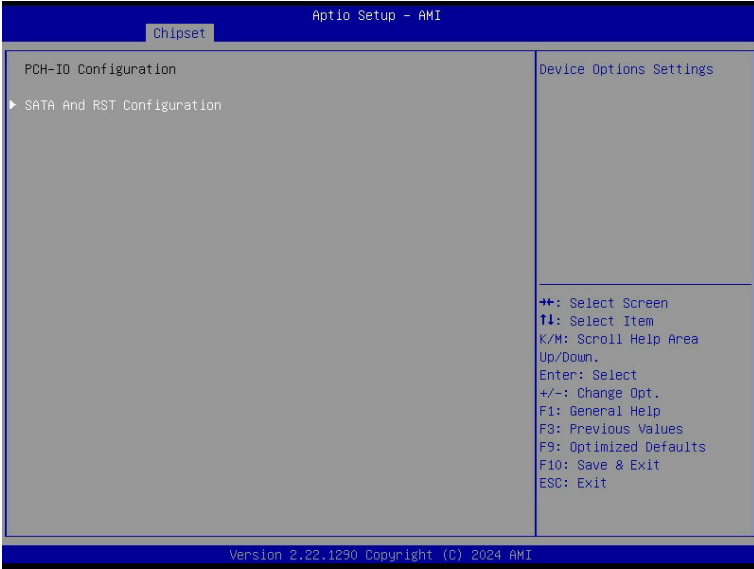 Aptio Setup – AMI
Chipset
PCH-IO Configuration
▶ SATA And RST Configuration
Device Options Settings
→←: Select Screen
↑↓: Select Item
K/M: Scroll Help Area
Up/Down.
Enter: Select
+/-: Change Opt.
F1: General Help
F3: Previous Values
F9: Optimized Defaults
F10: Save & Exit
ESC: Exit
Version 2.22.1290 Copyright (C) 2024 AMI